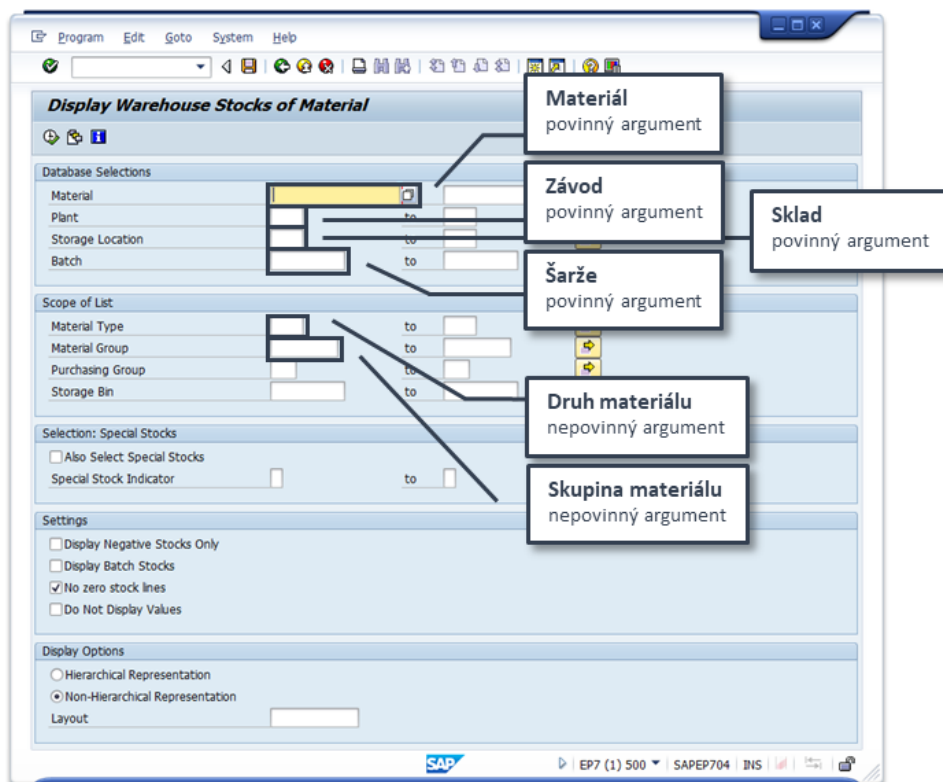 Program Edit Goto System Help
Display Warehouse Stocks of Material
Database Selections
Material
Plant to
Storage Location to
Batch to
Scope of List
Material Type to
Material Group to
Purchasing Group to
Storage Bin to
Selection: Special Stocks
Also Select Special Stocks
Special Stock Indicator to
Settings
Display Negative Stocks Only
Display Batch Stocks
No zero stock lines
Do Not Display Values
Display Options
Hierarchical Representation
Non-Hierarchical Representation
Layout
SAP EP7 (1) 500 SAPEP704 INS
Materiál
povinný argument
Závod
povinný argument
Sklad
povinný argument
Šarže
povinný argument
Druh materiálu
nepovinný argument
Skupina materiálu
nepovinný argument